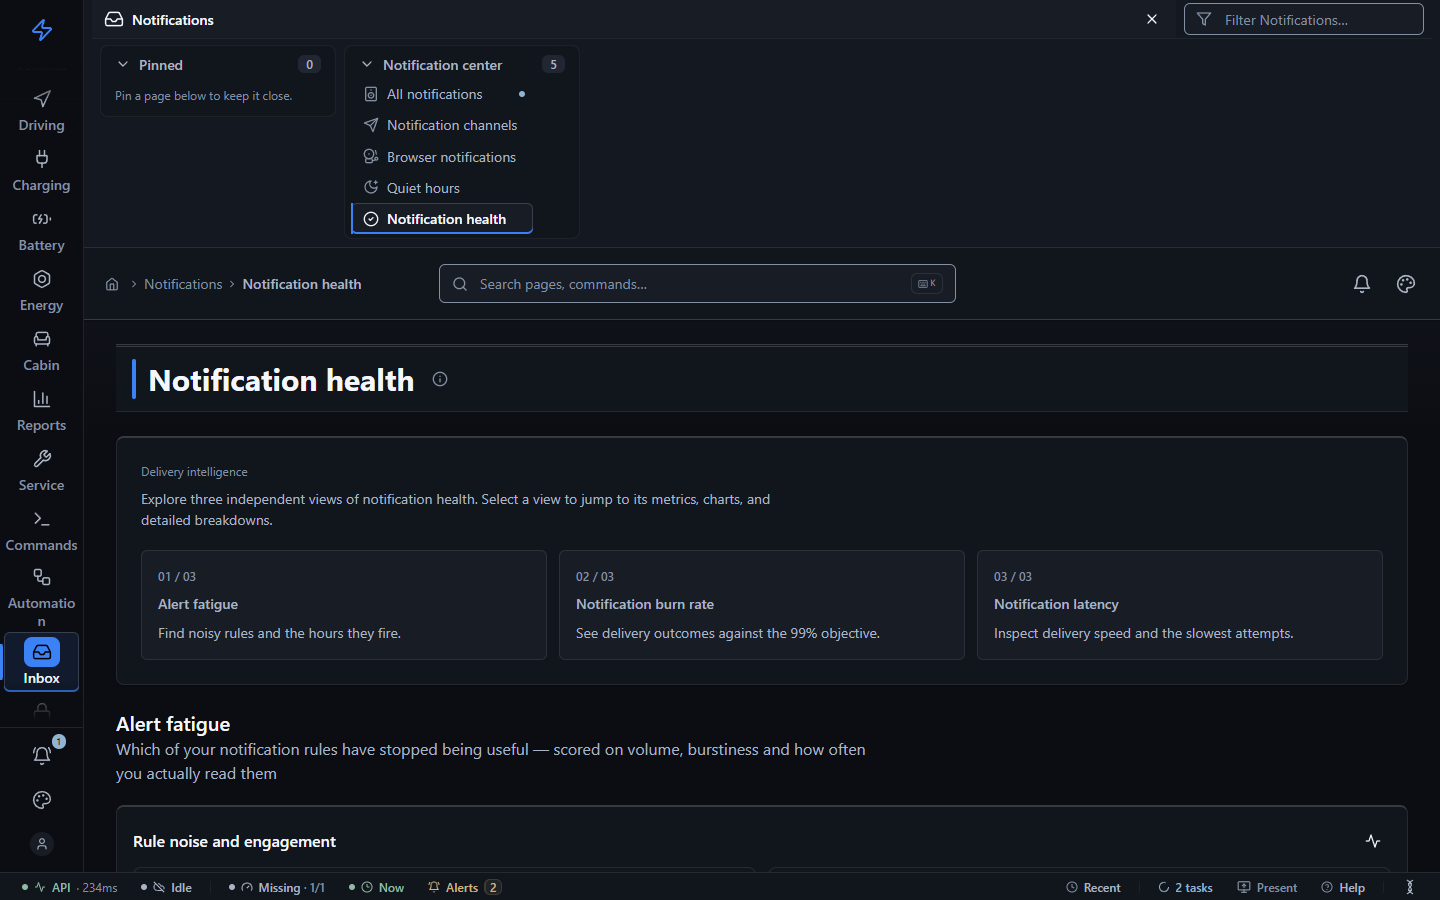 Notifications
Filter Notifications...
Pinned
0
Pin a page below to keep it close.
Notification center
5
All notifications
Notification channels
Browser notifications
Quiet hours
Notification health
Driving
Charging
Battery
Energy
Cabin
Reports
Service
Commands
Automatio
n
Inbox
1
Notifications
Notification health
Search pages, commands...
K
Notification health
Delivery intelligence
Explore three independent views of notification health. Select a view to jump to its metrics, charts, and
detailed breakdowns.
01 / 03
Alert fatigue
Find noisy rules and the hours they fire.
02 / 03
Notification burn rate
See delivery outcomes against the 99% objective.
03 / 03
Notification latency
Inspect delivery speed and the slowest attempts.
Alert fatigue
Which of your notification rules have stopped being useful — scored on volume, burstiness and how often
you actually read them
Rule noise and engagement
API · 234ms
Idle
Missing · 1/1
Now
Alerts 2
Recent
2 tasks
Present
Help